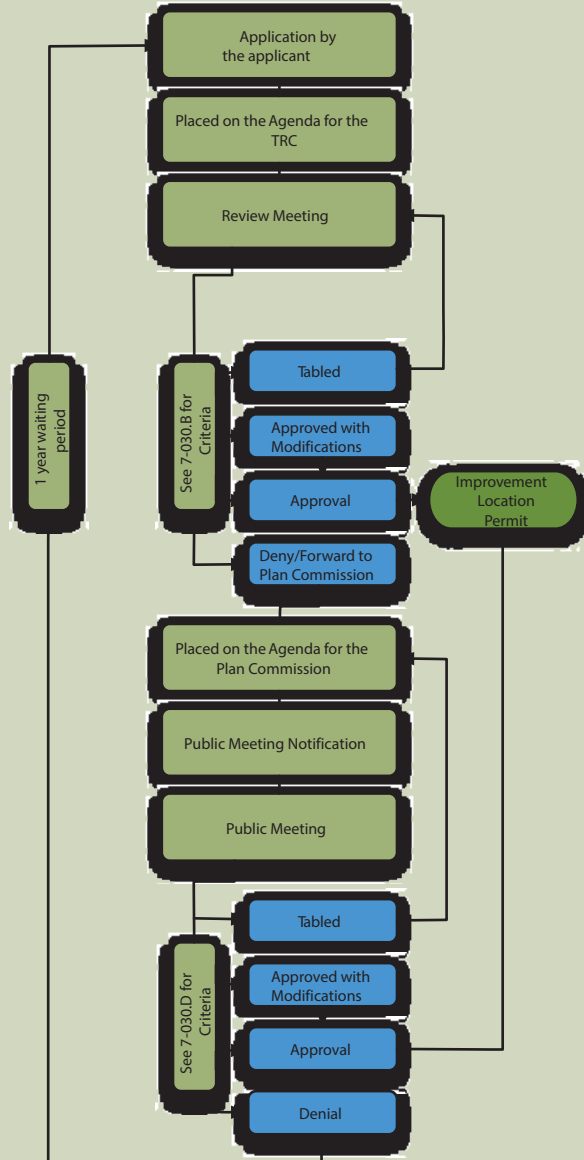 Application by
the applicant
Placed on the Agenda for the
TRC
Review Meeting
1 year waiting
period
See 7-030.B for
Criteria
Tabled
Approved with
Modifications
Approval
Improvement
Location
Permit
Deny/Forward to
Plan Commission
Placed on the Agenda for the
Plan Commission
Public Meeting Notification
Public Meeting
See 7-030.D for
Criteria
Tabled
Approved with
Modifications
Approval
Denial